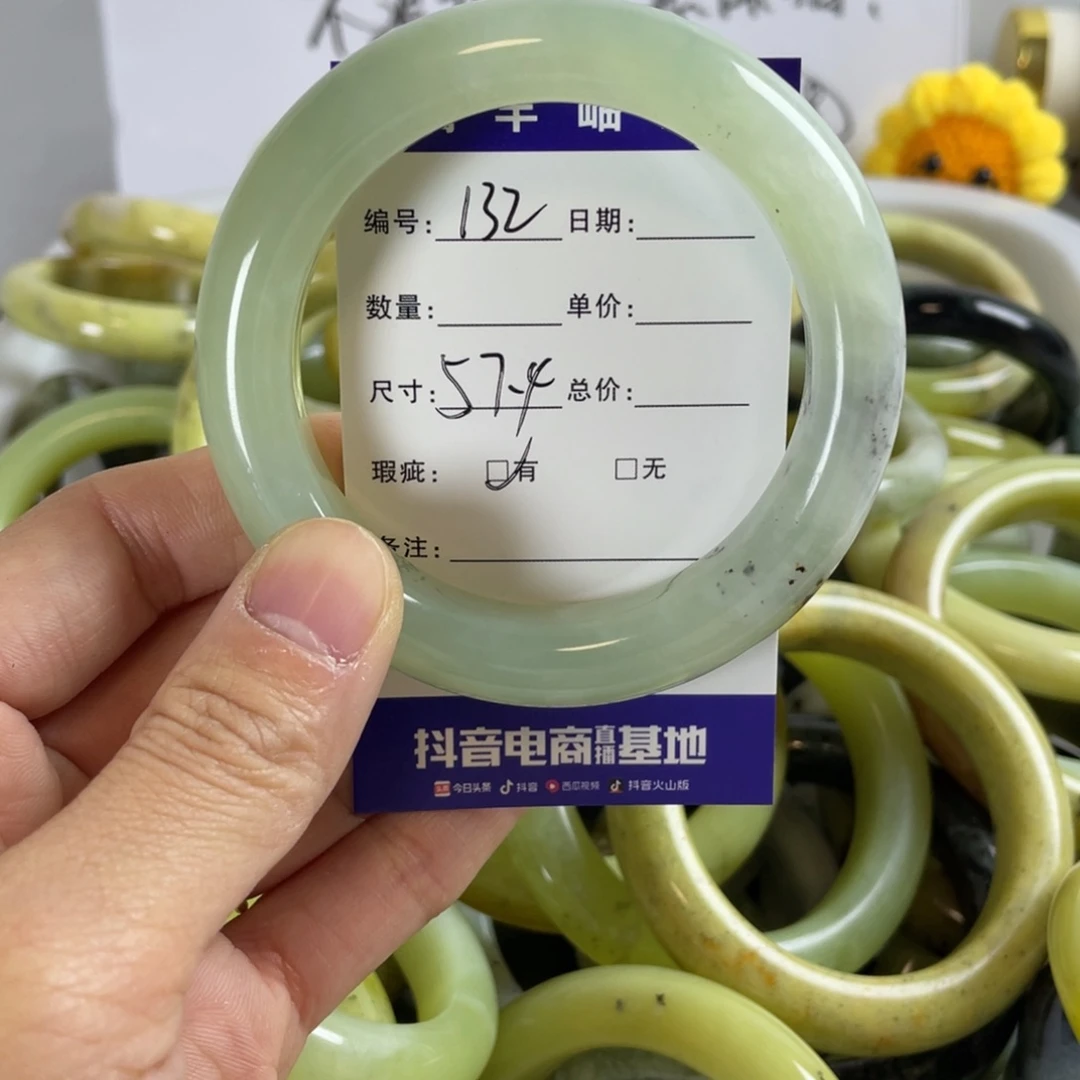 编号: 132 日期:
数量: 单价:
尺寸: 57.4 总价:
瑕疵: □有 □无
备注:
抖音电商直播基地
今日头条 抖音 西瓜视频 抖音火山版